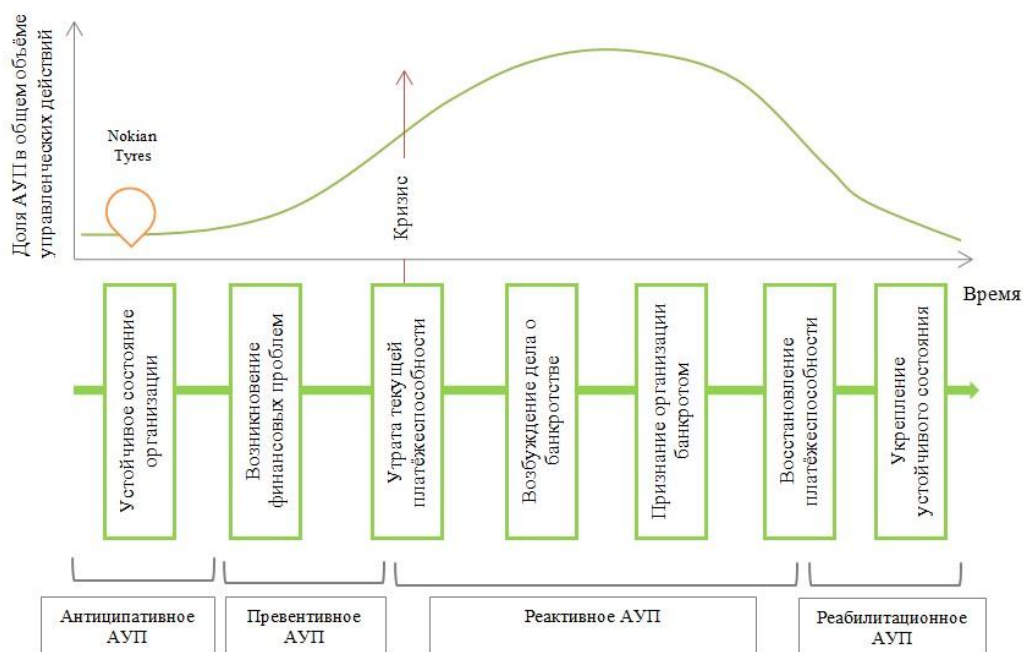 Доля АУП в общем объёме
управленческих действий
Nokian
Tyres
Кризис
Время
Устойчивое состояние
организации
Возникновение
финансовых проблем
Утрата текущей
платёжеспособности
Возбуждение дела о
банкротстве
Признание организации
банкротом
Восстановление
платёжеспособности
Укрепление
устойчивого состояния
Антиципативное
АУП
Превентивное
АУП
Реактивное АУП
Реабилитационное
АУП